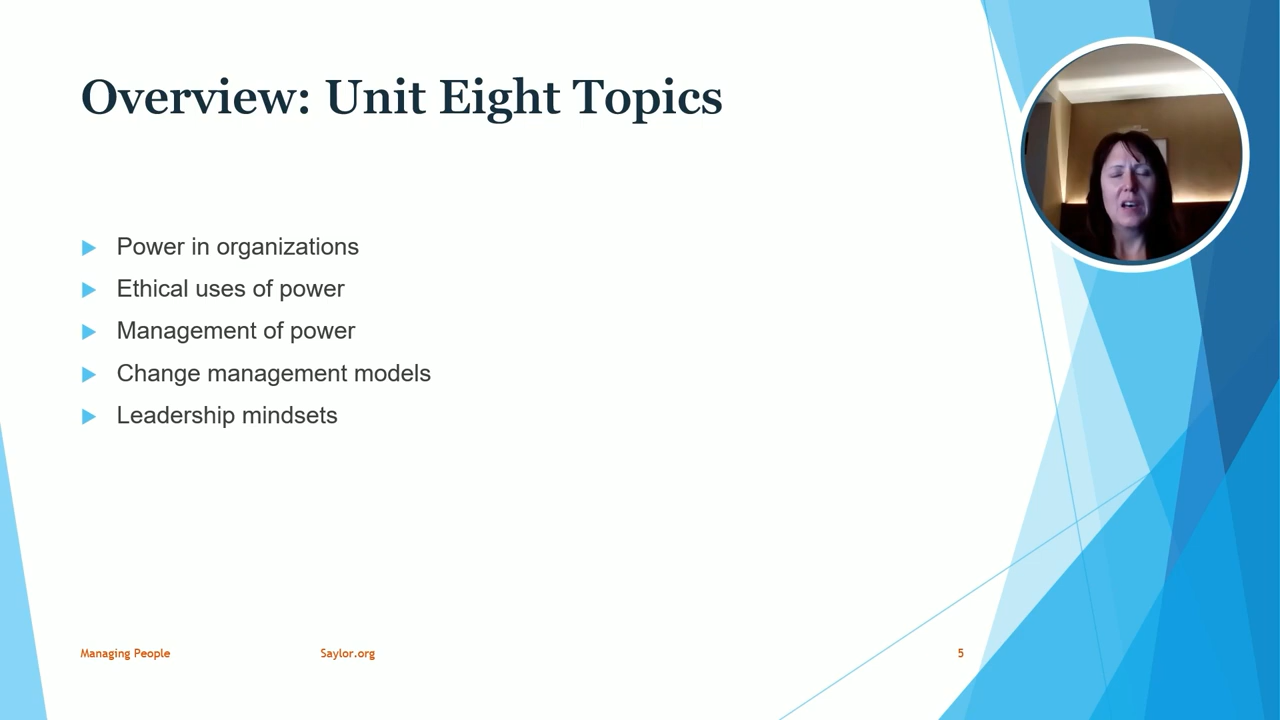 Overview: Unit Eight Topics
Power in organizations
Ethical uses of power
Management of power
Change management models
Leadership mindsets
Managing People Saylor.org 5